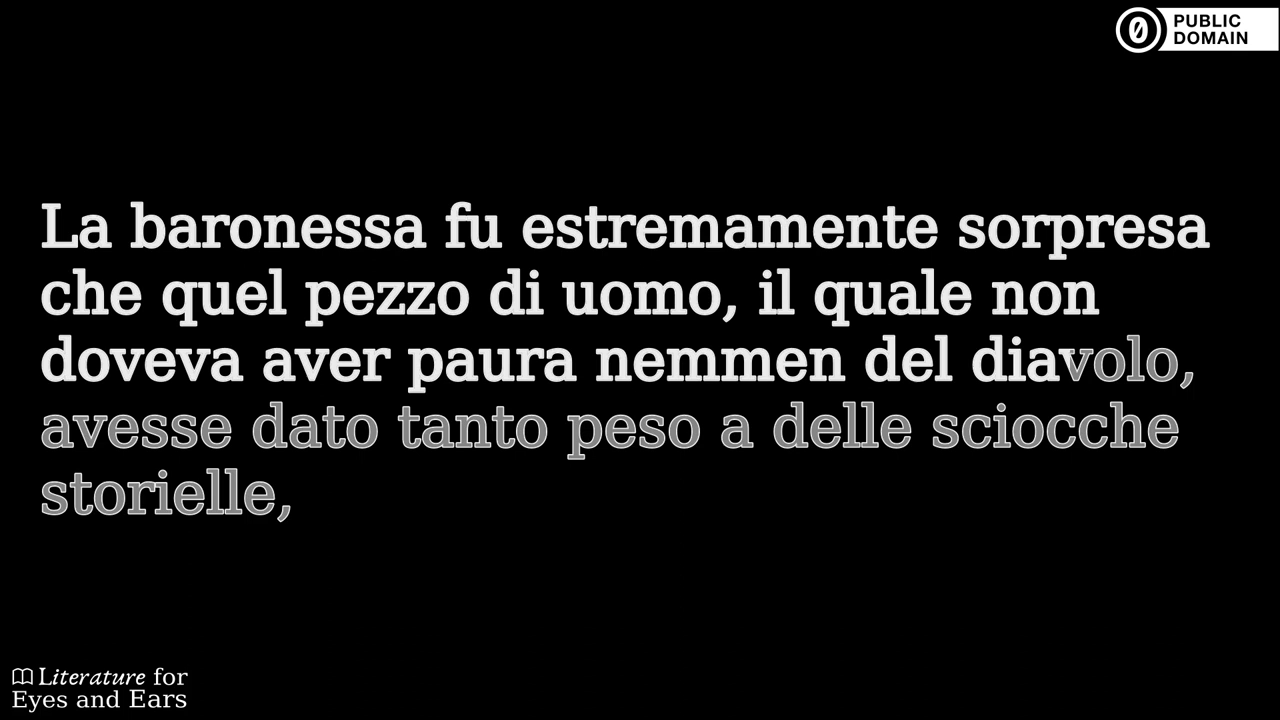 PUBLIC
DOMAIN
La baronessa fu estremamente sorpresa
che quel pezzo di uomo, il quale non
doveva aver paura nemmen del diavolo,
avesse dato tanto peso a delle sciocche
storielle,
Literature for
Eyes and Ears